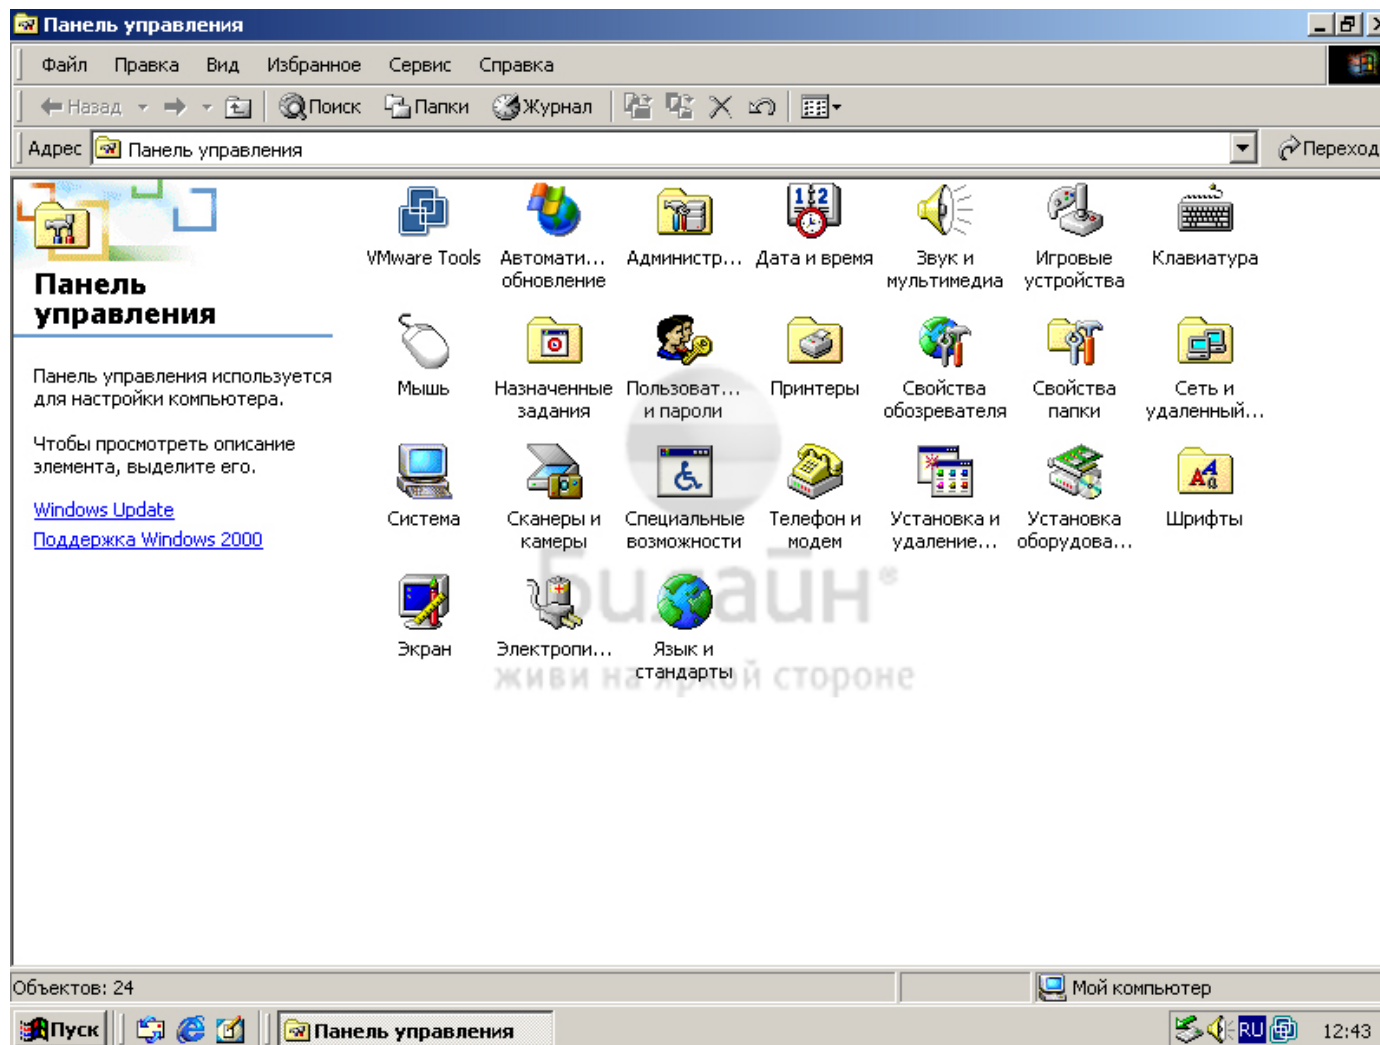 Панель управления
Файл Правка Вид Избранное Сервис Справка
Назад Поиск Папки Журнал
Адрес Панель управления Переход
Панель
управления
Панель управления используется
для настройки компьютера.
Чтобы просмотреть описание
элемента, выделите его.
Windows Update
Поддержка Windows 2000
VMware Tools
Автомати...
обновление
Администр...
Дата и время
Звук и
мультимедиа
Игровые
устройства
Клавиатура
Мышь
Назначенные
задания
Пользоват...
и пароли
Принтеры
Свойства
обозревателя
Свойства
папки
Сеть и
удаленный...
Система
Сканеры и
камеры
Специальные
возможности
Телефон и
модем
Установка и
удаление...
Установка
оборудова...
Шрифты
Экран
Электропи...
Язык и
стандарты
Билайн®
живи на яркой стороне
Объектов: 24
Мой компьютер
Пуск
Панель управления
RU
12:43